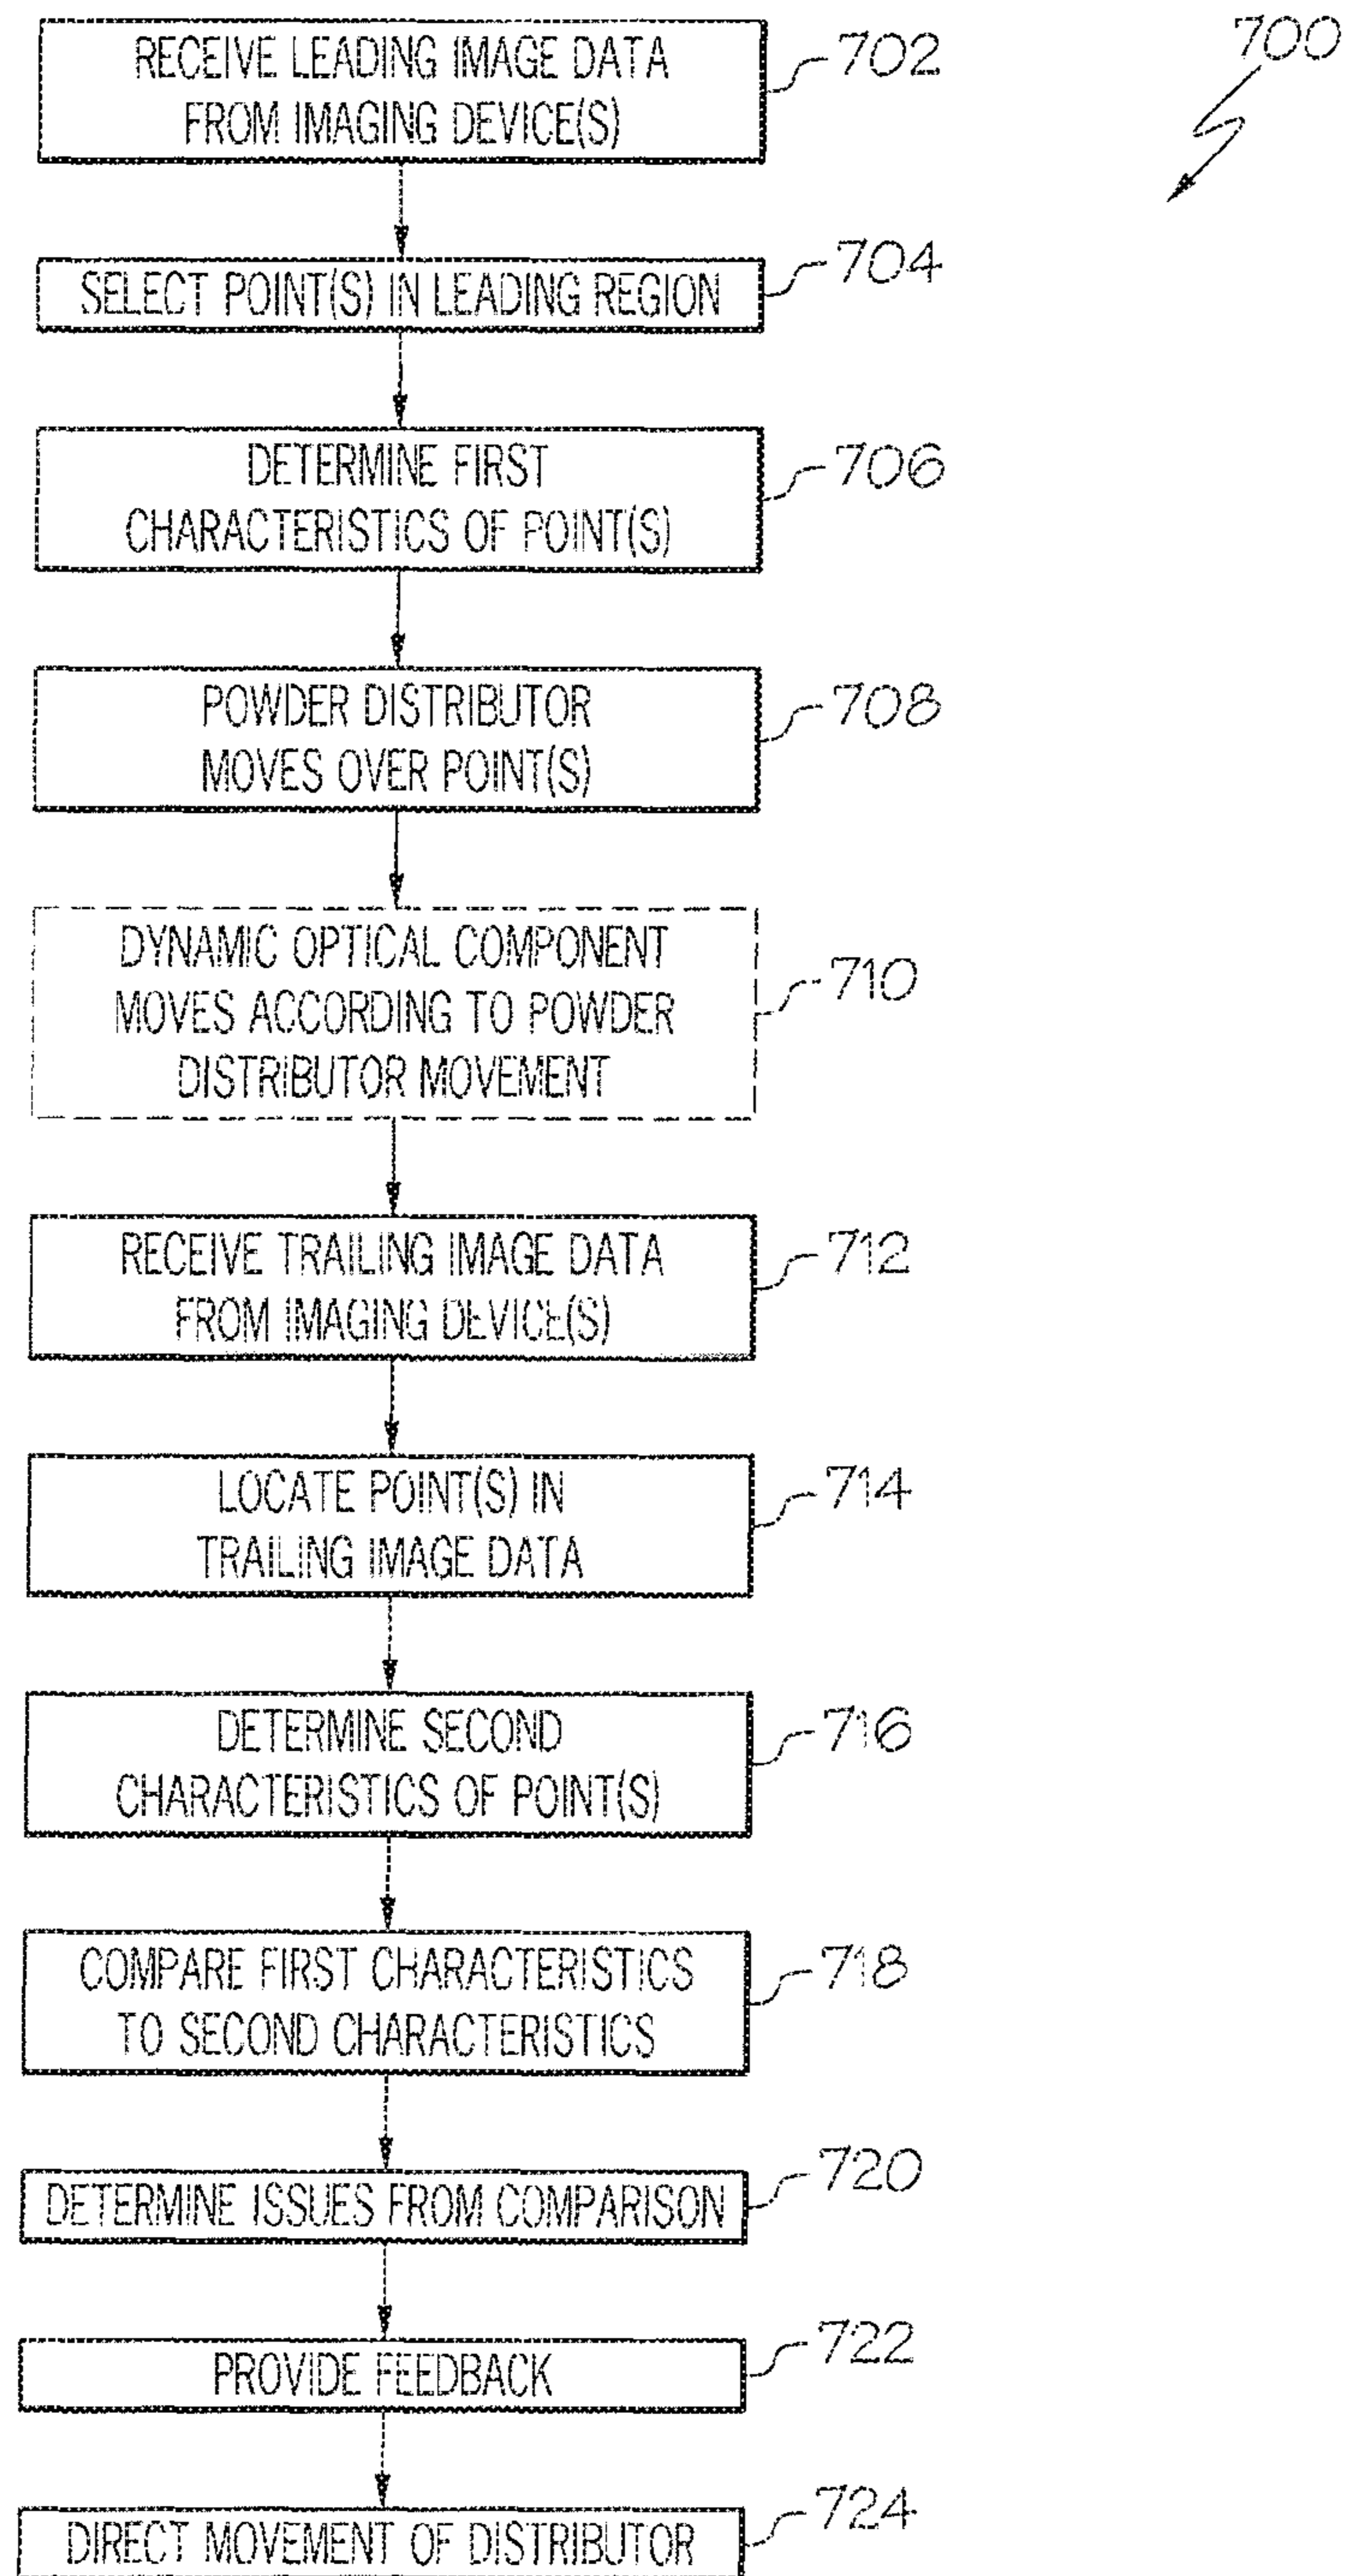 700
RECEIVE LEADING IMAGE DATA
FROM IMAGING DEVICE(S)
702
SELECT POINT(S) IN LEADING REGION
704
DETERMINE FIRST
CHARACTERISTICS OF POINT(S)
706
POWDER DISTRIBUTOR
MOVES OVER POINT(S)
708
DYNAMIC OPTICAL COMPONENT
MOVES ACCORDING TO POWDER
DISTRIBUTOR MOVEMENT
710
RECEIVE TRAILING IMAGE DATA
FROM IMAGING DEVICE(S)
712
LOCATE POINT(S) IN
TRAILING IMAGE DATA
714
DETERMINE SECOND
CHARACTERISTICS OF POINT(S)
716
COMPARE FIRST CHARACTERISTICS
TO SECOND CHARACTERISTICS
718
DETERMINE ISSUES FROM COMPARISON
720
PROVIDE FEEDBACK
722
DIRECT MOVEMENT OF DISTRIBUTOR
724